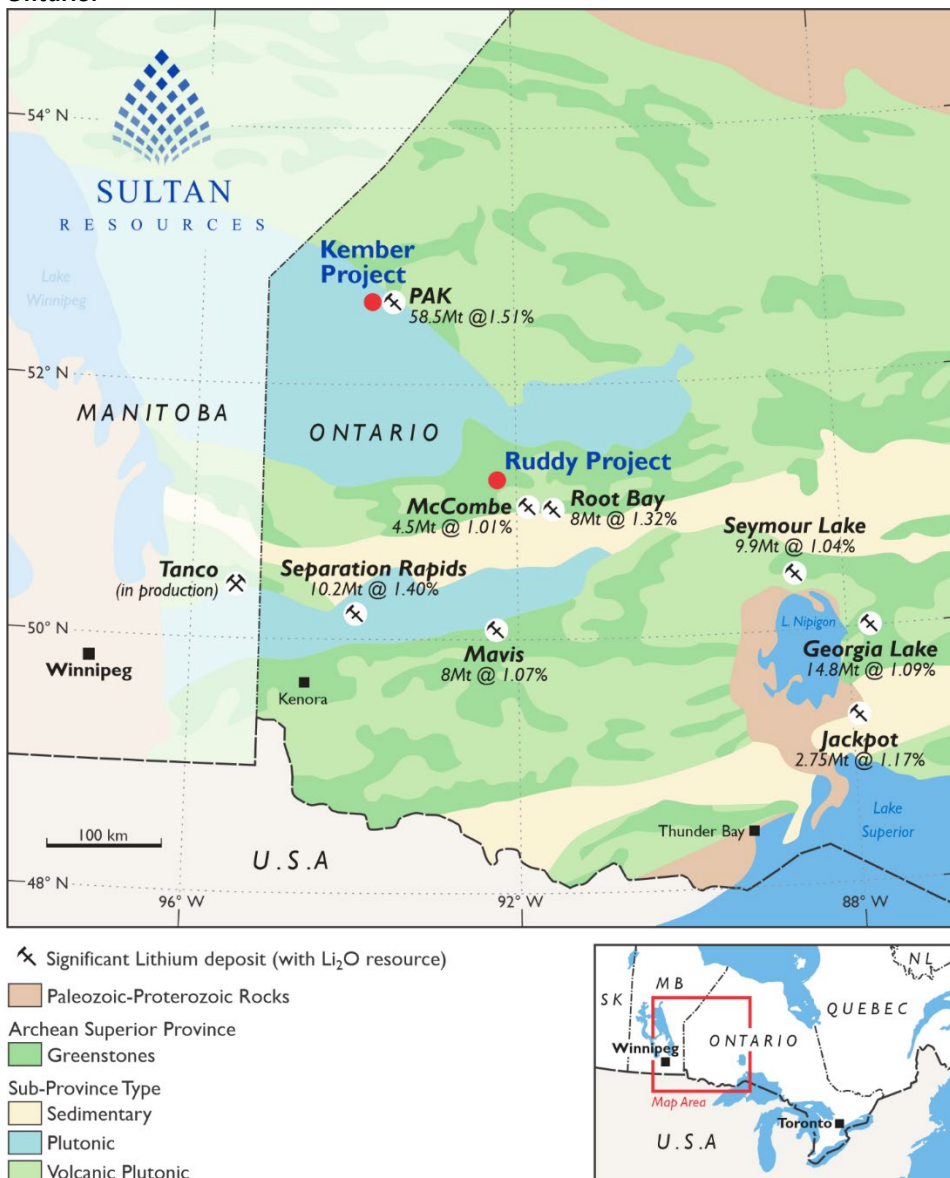 SULTAN
RESOURCES
54° N
52° N
50° N
48° N
96° W
92° W
88° W
Lake
Winnipeg
Kember
Project
PAK
58.5Mt @1.51%
MANITOBA
ONTARIO
Ruddy Project
McCombe
4.5Mt @ 1.01%
Root Bay
8Mt @ 1.32%
Seymour Lake
9.9Mt @ 1.04%
Tanco
(in production)
Separation Rapids
10.2Mt @ 1.40%
L. Nipigon
Winnipeg
Mavis
8Mt @ 1.07%
Georgia Lake
14.8Mt @ 1.09%
Kenora
Jackpot
2.75Mt @ 1.17%
100 km
U.S.A
Thunder Bay
Lake
Superior
Significant Lithium deposit (with Li₂O resource)
Paleozoic-Proterozoic Rocks
Archean Superior Province
Greenstones
Sub-Province Type
Sedimentary
Plutonic
Volcanic Plutonic
SK
MB
NL
QUEBEC
ONTARIO
Winnipeg
Map Area
Toronto
U.S.A